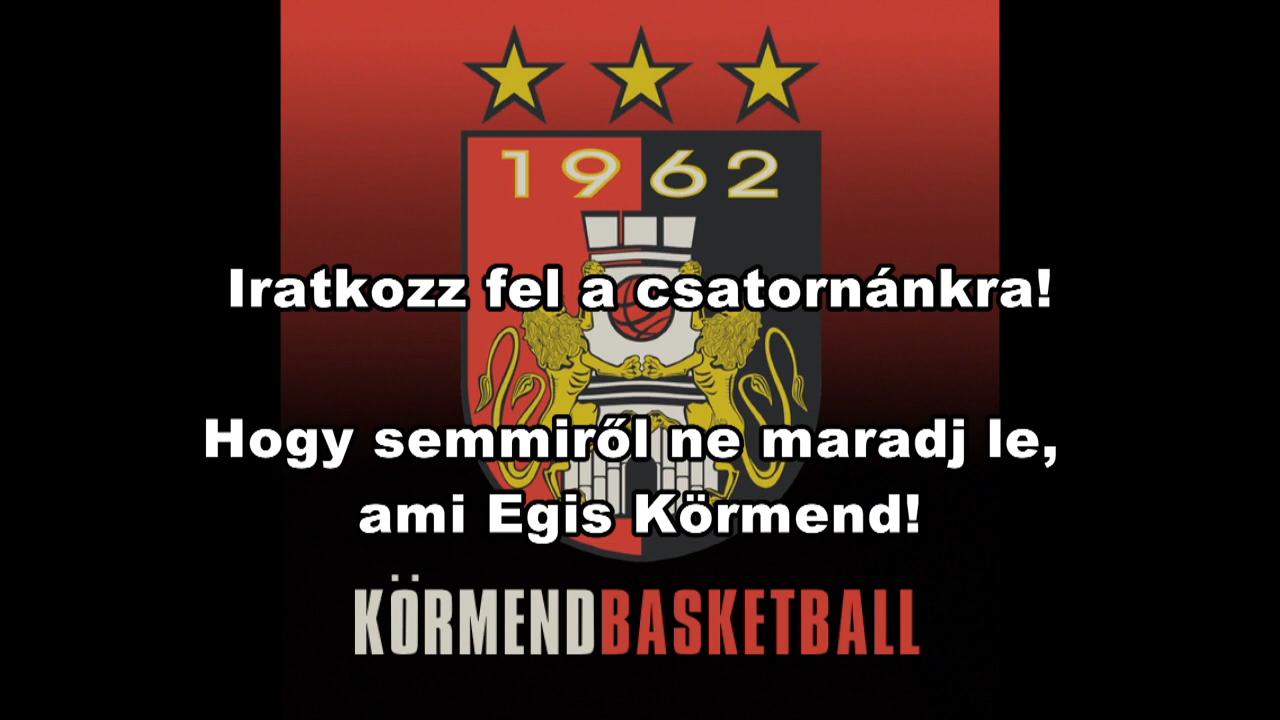 1962
Iratkozz fel a csatornánkra!
Hogy semmiről ne maradj le,
ami Egis Körmend!
KÖRMENDBASKETBALL